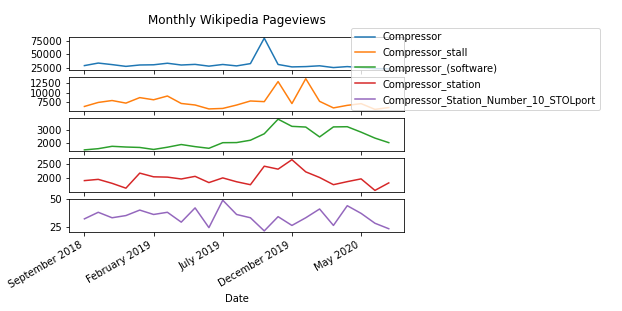 Monthly Wikipedia Pageviews
75000
50000
25000
12500
10000
7500
3000
2000
2500
2000
50
25
September 2018
February 2019
July 2019
December 2019
May 2020
Date
Compressor
Compressor_stall
Compressor_(software)
Compressor_station
Compressor_Station_Number_10_STOLport